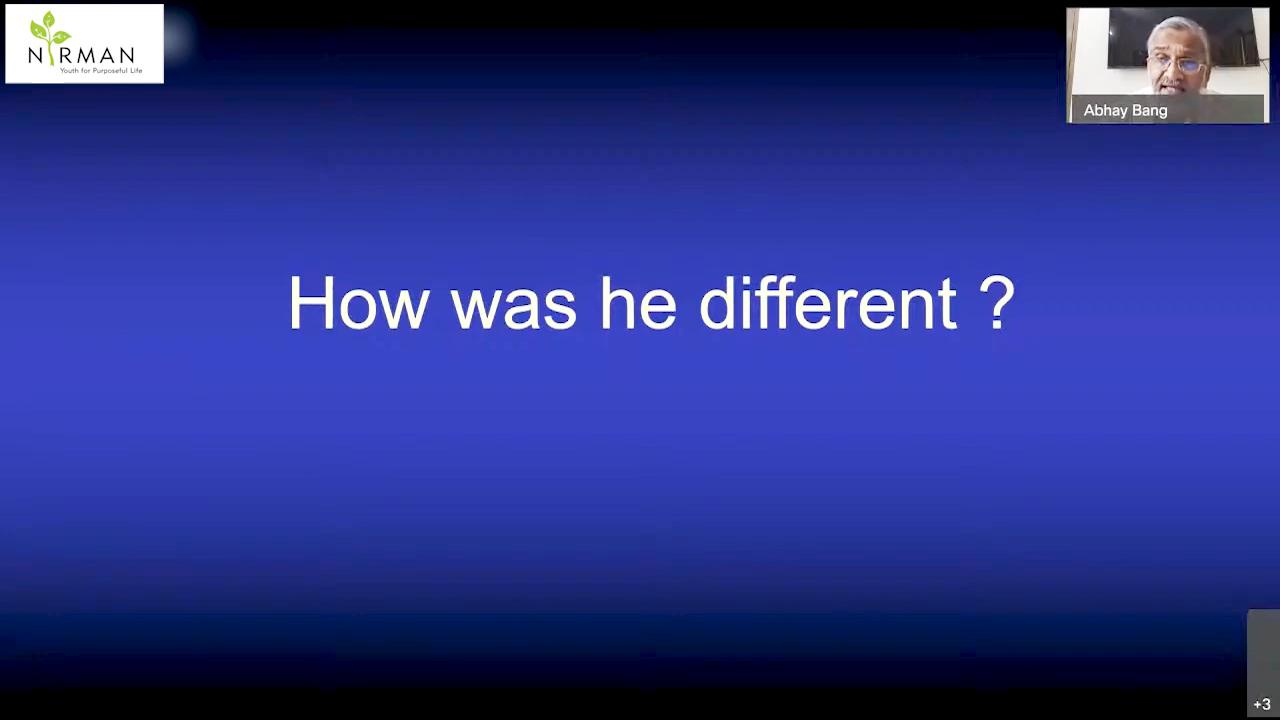 NIRMAN
Youth for Purposeful Life
Abhay Bang
How was he different ?
+3